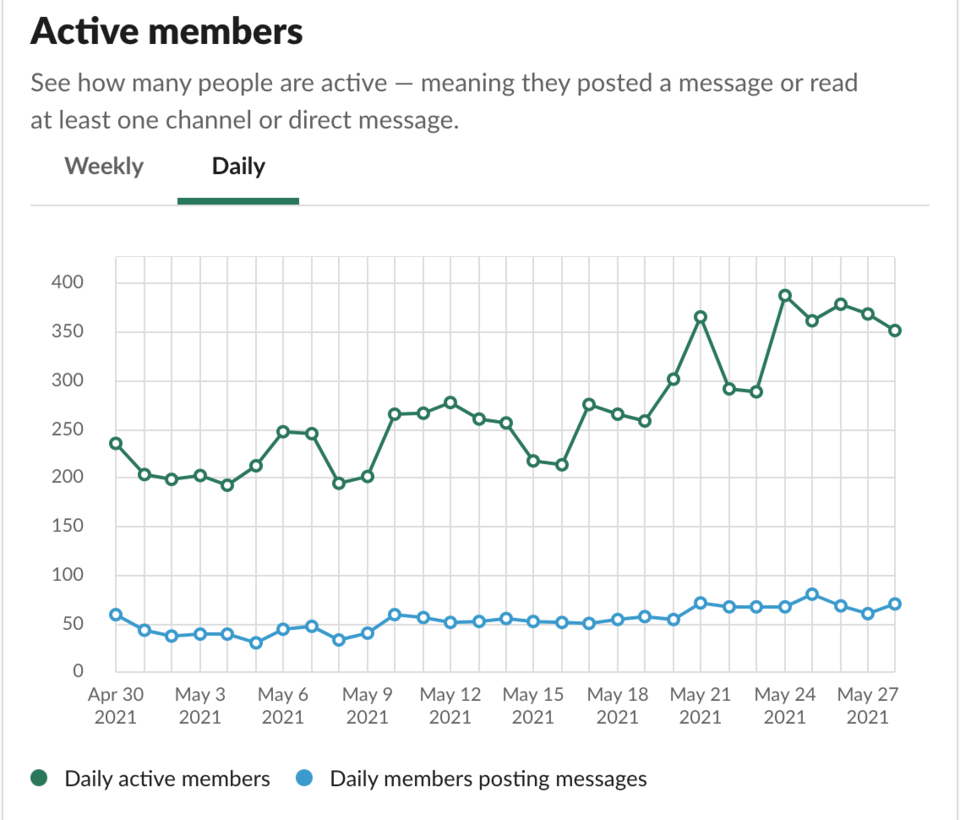 Active members
See how many people are active — meaning they posted a message or read
at least one channel or direct message.
Weekly Daily
400
350
300
250
200
150
100
50
0
Apr 30 May 3 May 6 May 9 May 12 May 15 May 18 May 21 May 24 May 27
2021 2021 2021 2021 2021 2021 2021 2021 2021 2021
Daily active members Daily members posting messages